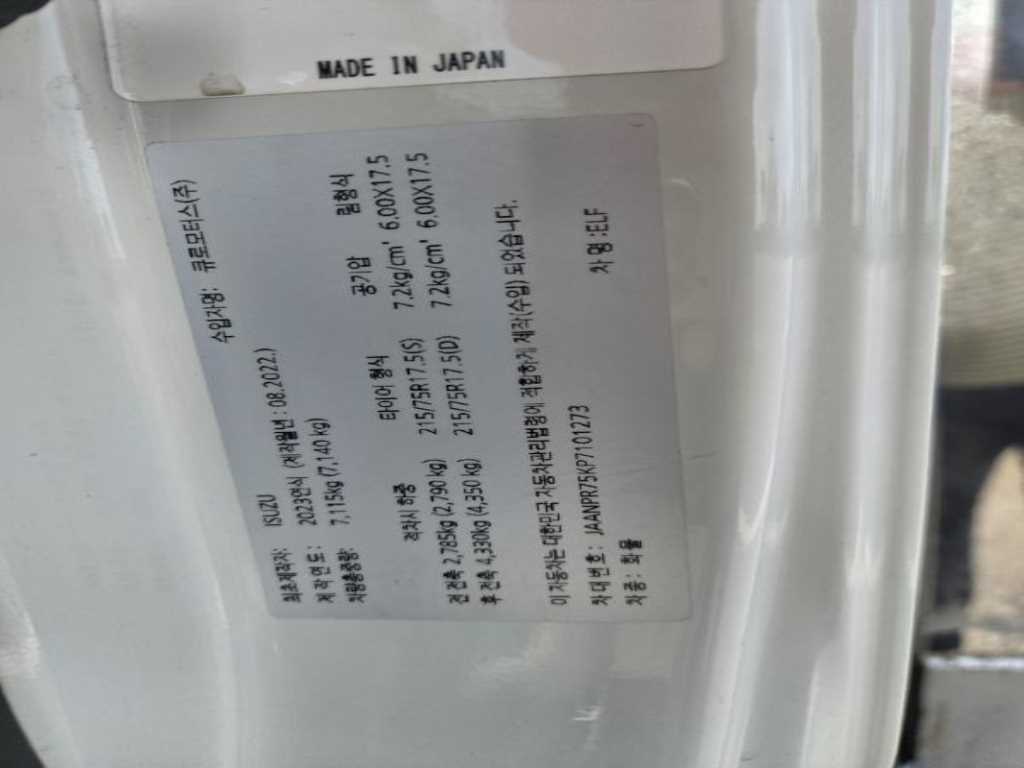 MADE IN JAPAN
수입자명: 큐로모터스(주)
최초제작자: ISUZU
제작연도: 2023연식 (제작월년 : 08.2022.)
차량총중량: 7,115kg (7,140 kg)
적차시 하중 타이어 형식 공기압 림형식
전 건축 2,785kg (2,790 kg) 215/75R17.5(S) 7.2kg/cm' 6.00X17.5
후 건축 4,330kg (4,350 kg) 215/75R17.5(D) 7.2kg/cm' 6.00X17.5
이 자동차는 대한민국 자동차관리법령에 적합하게 제작(수입) 되었습니다.
차대번호: JAANPR75KP7101273
차종: 화물 차 명 :ELF